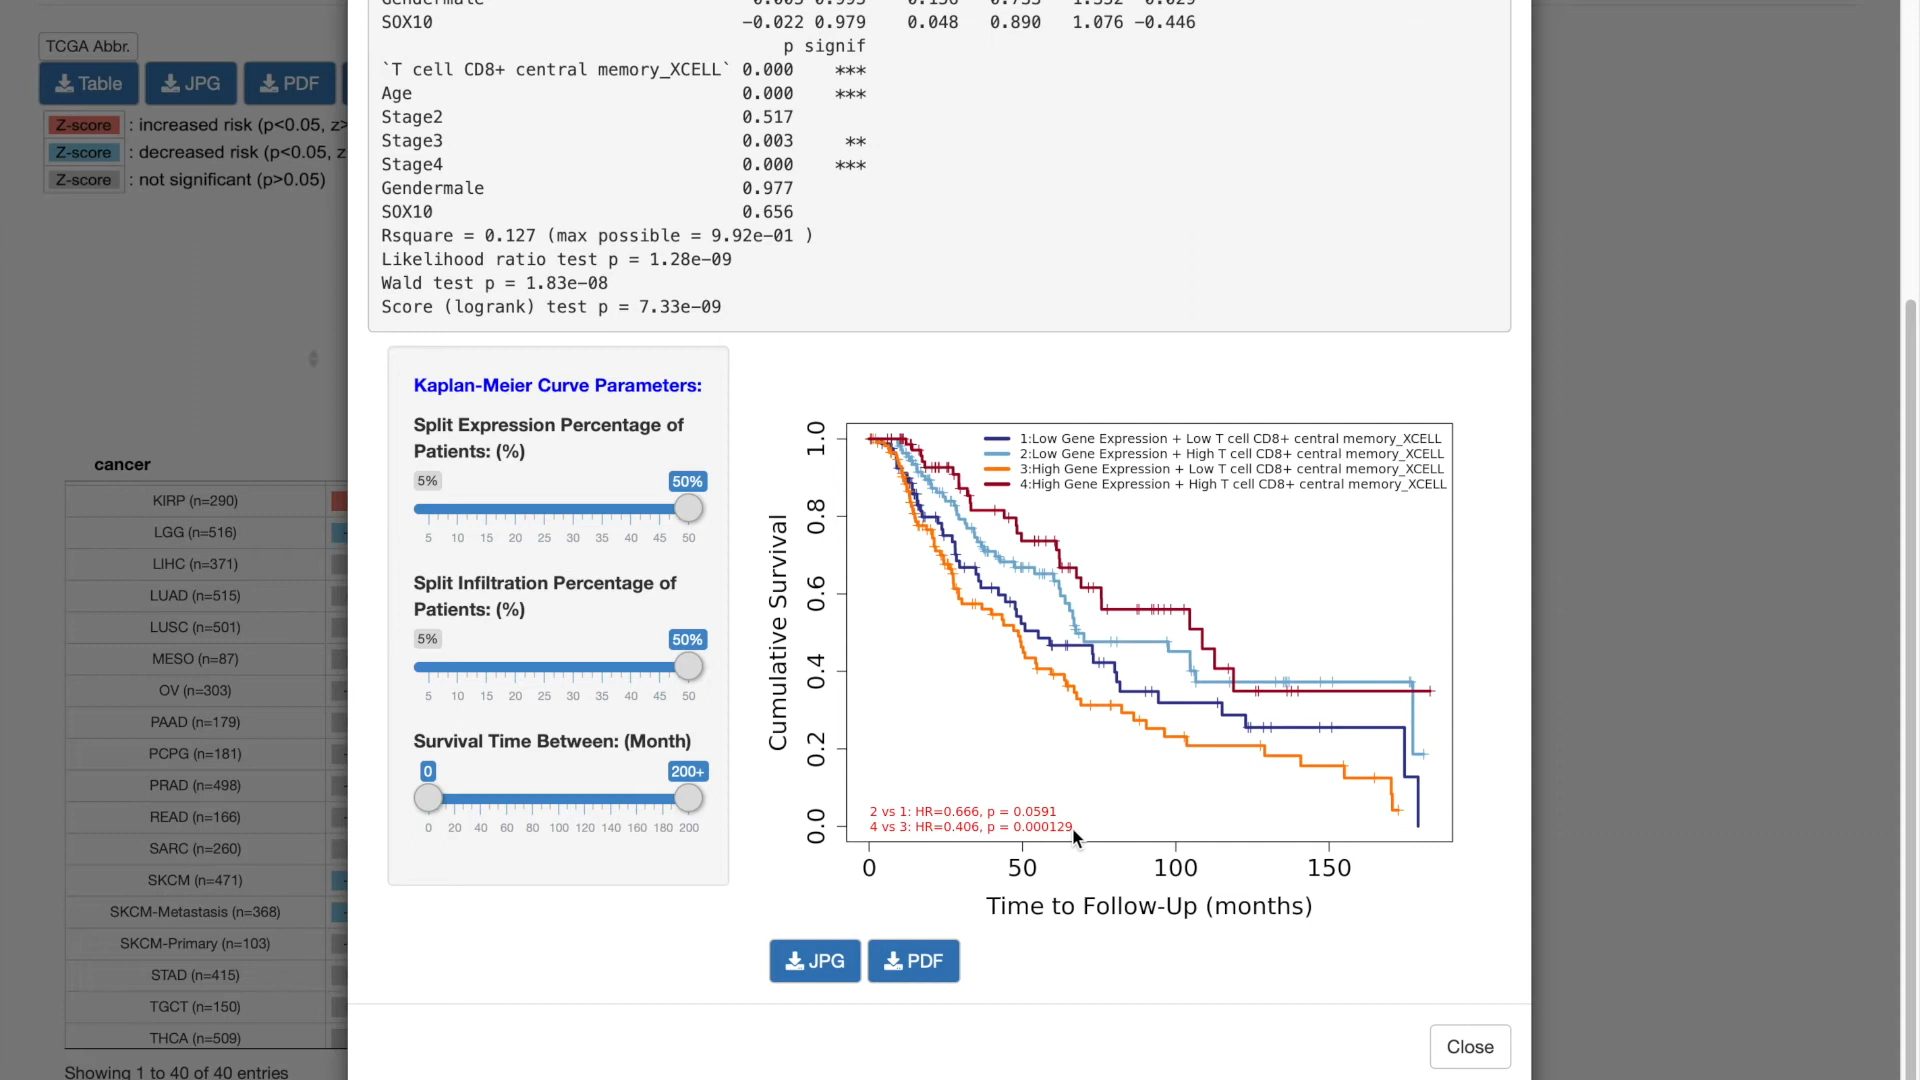 SOX10 −0.022 0.979 0.048 0.890 1.076 −0.446
p signif
`T cell CD8+ central memory_XCELL` 0.000 ***
Age 0.000 ***
Stage2 0.517
Stage3 0.003 **
Stage4 0.000 ***
Gendermale 0.977
SOX10 0.656
Rsquare = 0.127 (max possible = 9.92e−01 )
Likelihood ratio test p = 1.28e−09
Wald test p = 1.83e−08
Score (logrank) test p = 7.33e−09
TCGA Abbr.
Table
JPG
PDF
Z-score : increased risk (p<0.05, z>
Z-score : decreased risk (p<0.05, z
Z-score : not significant (p>0.05)
cancer
KIRP (n=290)
LGG (n=516)
LIHC (n=371)
LUAD (n=515)
LUSC (n=501)
MESO (n=87)
OV (n=303)
PAAD (n=179)
PCPG (n=181)
PRAD (n=498)
READ (n=166)
SARC (n=260)
SKCM (n=471)
SKCM-Metastasis (n=368)
SKCM-Primary (n=103)
STAD (n=415)
TGCT (n=150)
THCA (n=509)
Showing 1 to 40 of 40 entries
Kaplan-Meier Curve Parameters:
Split Expression Percentage of
Patients: (%)
5% 50%
5 10 15 20 25 30 35 40 45 50
Split Infiltration Percentage of
Patients: (%)
5% 50%
5 10 15 20 25 30 35 40 45 50
Survival Time Between: (Month)
0 200+
0 20 40 60 80 100 120 140 160 180 200
Cumulative Survival
1.0
0.8
0.6
0.4
0.2
0.0
1:Low Gene Expression + Low T cell CD8+ central memory_XCELL
2:Low Gene Expression + High T cell CD8+ central memory_XCELL
3:High Gene Expression + Low T cell CD8+ central memory_XCELL
4:High Gene Expression + High T cell CD8+ central memory_XCELL
2 vs 1: HR=0.666, p = 0.0591
4 vs 3: HR=0.406, p = 0.000129
0 50 100 150
Time to Follow-Up (months)
JPG
PDF
Close